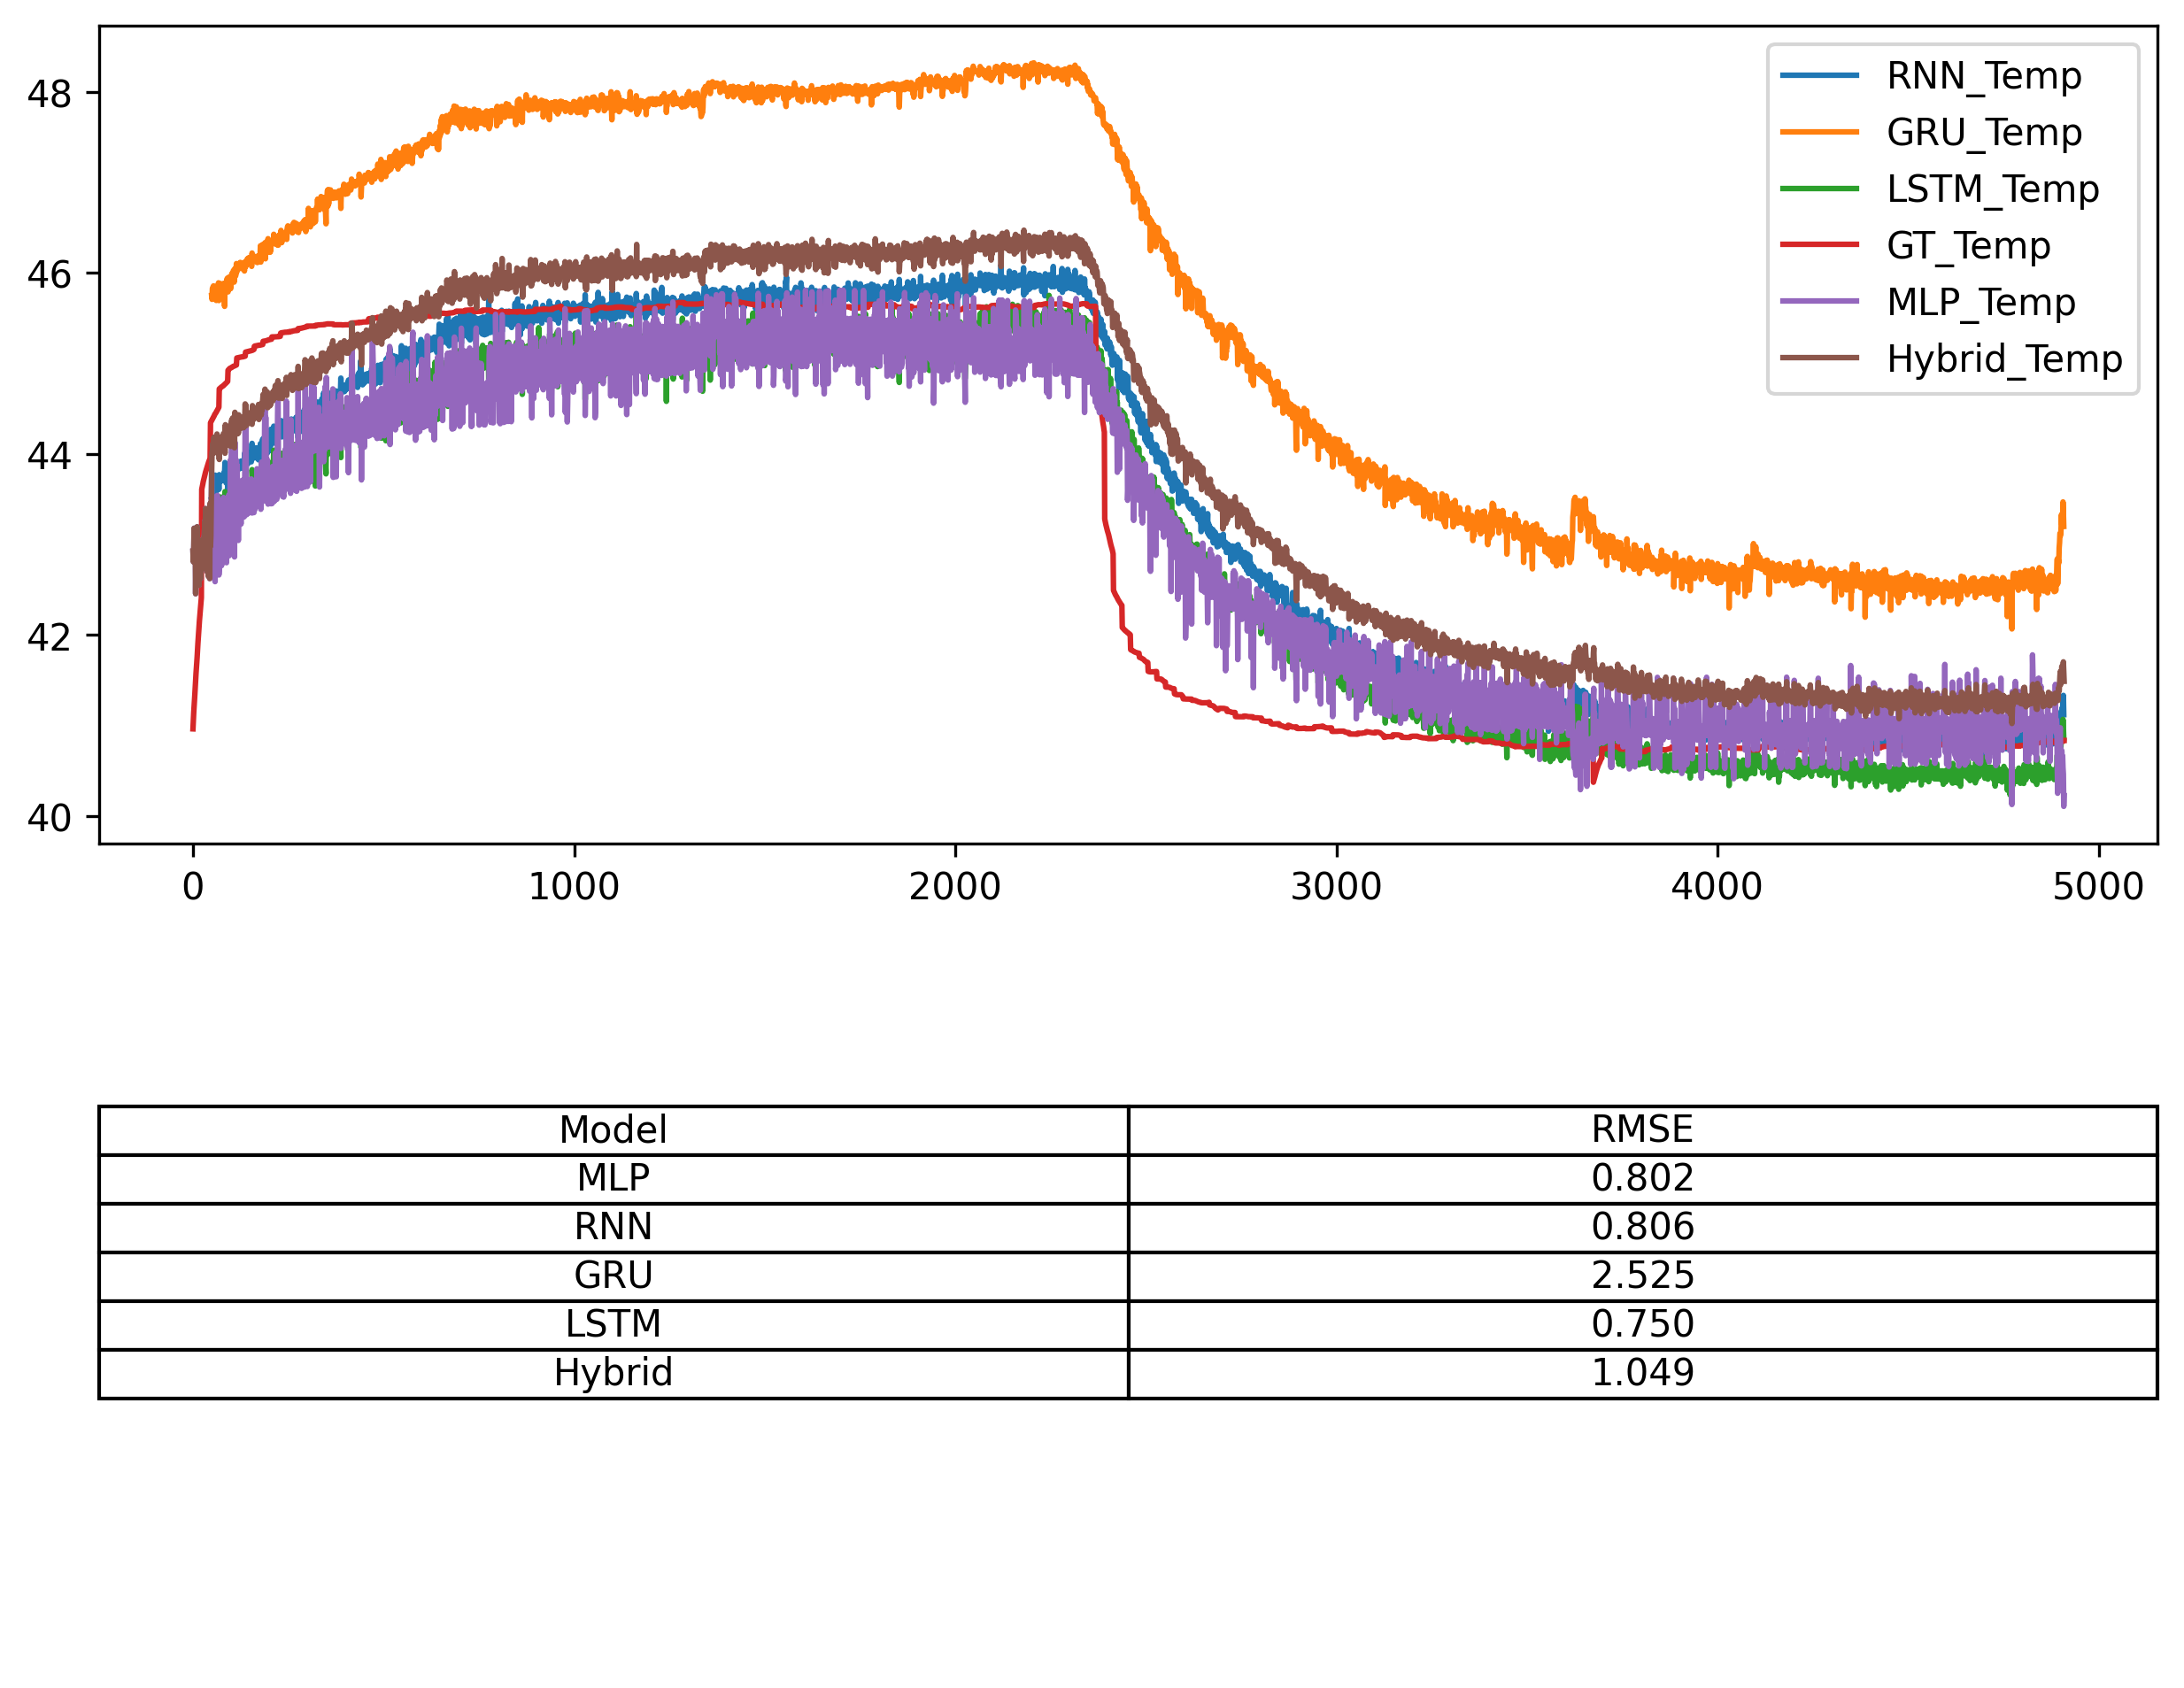 48
46
44
42
40
0 1000 2000 3000 4000 5000
RNN_Temp
GRU_Temp
LSTM_Temp
GT_Temp
MLP_Temp
Hybrid_Temp
Model RMSE
MLP 0.802
RNN 0.806
GRU 2.525
LSTM 0.750
Hybrid 1.049